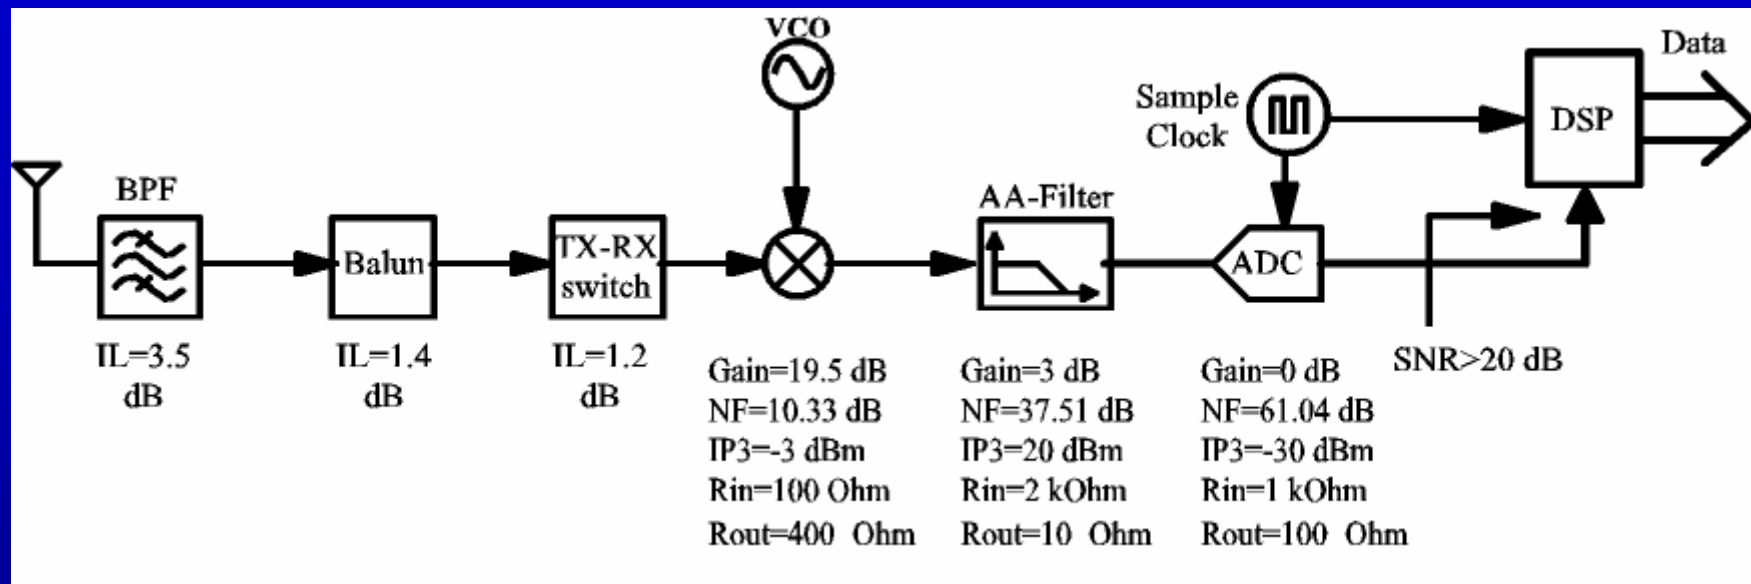 VCO
Data
Sample
Clock
DSP
BPF
AA-Filter
Balun
TX-RX
switch
ADC
IL=3.5
dB
IL=1.4
dB
IL=1.2
dB
SNR>20 dB
Gain=19.5 dB
NF=10.33 dB
IP3=-3 dBm
Rin=100 Ohm
Rout=400 Ohm
Gain=3 dB
NF=37.51 dB
IP3=20 dBm
Rin=2 kOhm
Rout=10 Ohm
Gain=0 dB
NF=61.04 dB
IP3=-30 dBm
Rin=1 kOhm
Rout=100 Ohm